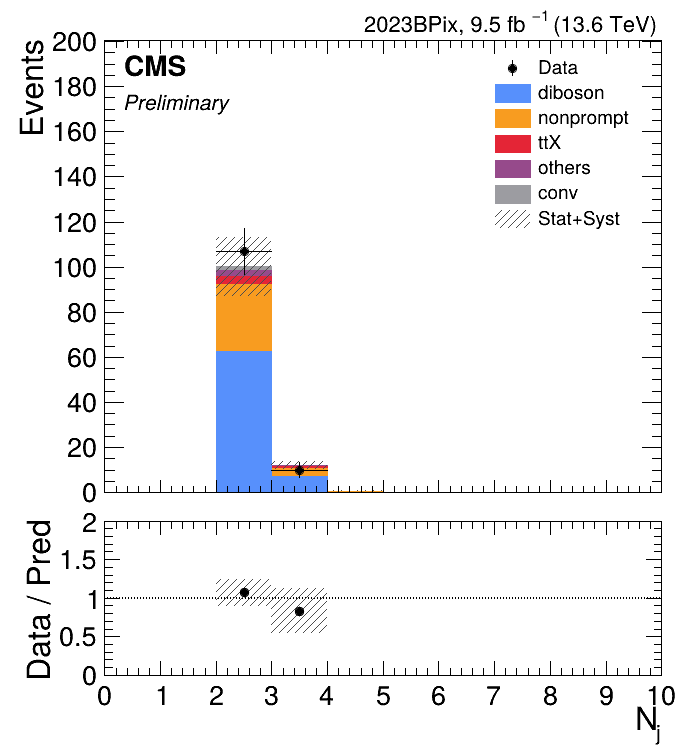 2023BPix, 9.5 fb⁻¹ (13.6 TeV)
CMS
Preliminary
Events
200
180
160
140
120
100
80
60
40
20
0
Data
diboson
nonprompt
ttX
others
conv
Stat+Syst
Data / Pred
2
1.5
1
0.5
0
0 1 2 3 4 5 6 7 8 9 10
N_j